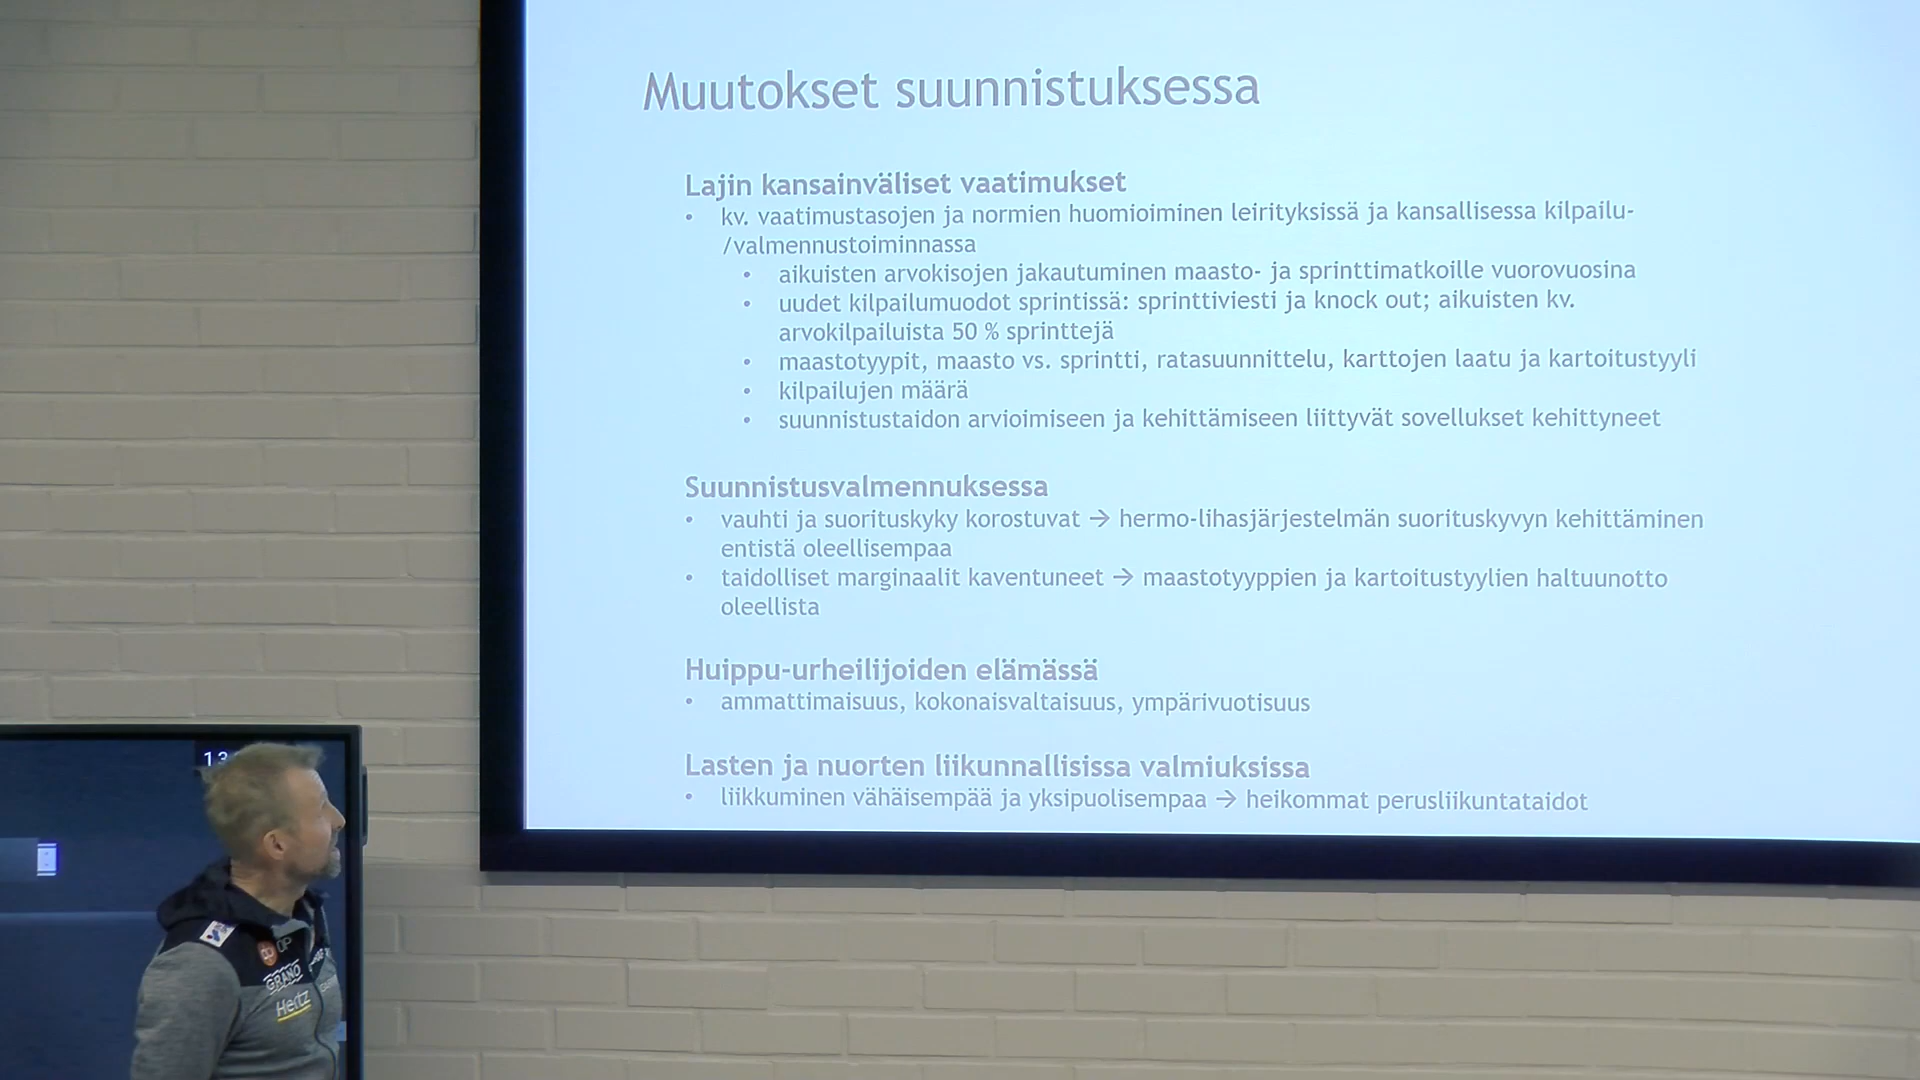 Muutokset suunnistuksessa
Lajin kansainväliset vaatimukset
• kv. vaatimustasojen ja normien huomioiminen leirityksissä ja kansallisessa kilpailu-
/valmennustoiminnassa
• aikuisten arvokisojen jakautuminen maasto- ja sprinttimatkoille vuorovuosina
• uudet kilpailumuodot sprintissä: sprinttiviesti ja knock out; aikuisten kv.
arvokilpailuista 50 % sprinttejä
• maastotyypit, maasto vs. sprintti, ratasuunnittelu, karttojen laatu ja kartoitustyyli
• kilpailujen määrä
• suunnistustaidon arvioimiseen ja kehittämiseen liittyvät sovellukset kehittyneet
Suunnistusvalmennuksessa
• vauhti ja suorituskyky korostuvat → hermo-lihasjärjestelmän suorituskyvyn kehittäminen
entistä oleellisempaa
• taidolliset marginaalit kaventuneet → maastotyyppien ja kartoitustyylien haltuunotto
oleellista
Huippu-urheilijoiden elämässä
• ammattimaisuus, kokonaisvaltaisuus, ympärivuotisuus
Lasten ja nuorten liikunnallisissa valmiuksissa
• liikkuminen vähäisempää ja yksipuolisempaa → heikommat perusliikuntataidot
13
OP
GRANO
Hertz